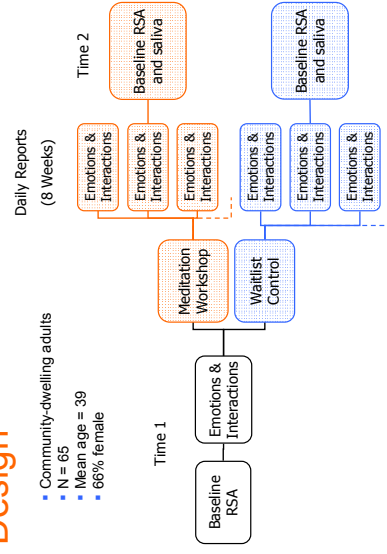 Design
Community-dwelling adults
N = 65
Mean age = 39
66% female
Time 1
Baseline
RSA
Emotions &
Interactions
Meditation
Workshop
Waitlist
Control
Daily Reports
(8 Weeks)
Emotions &
Interactions
Emotions &
Interactions
Emotions &
Interactions
Emotions &
Interactions
Emotions &
Interactions
Emotions &
Interactions
Time 2
Baseline RSA
and saliva
Baseline RSA
and saliva